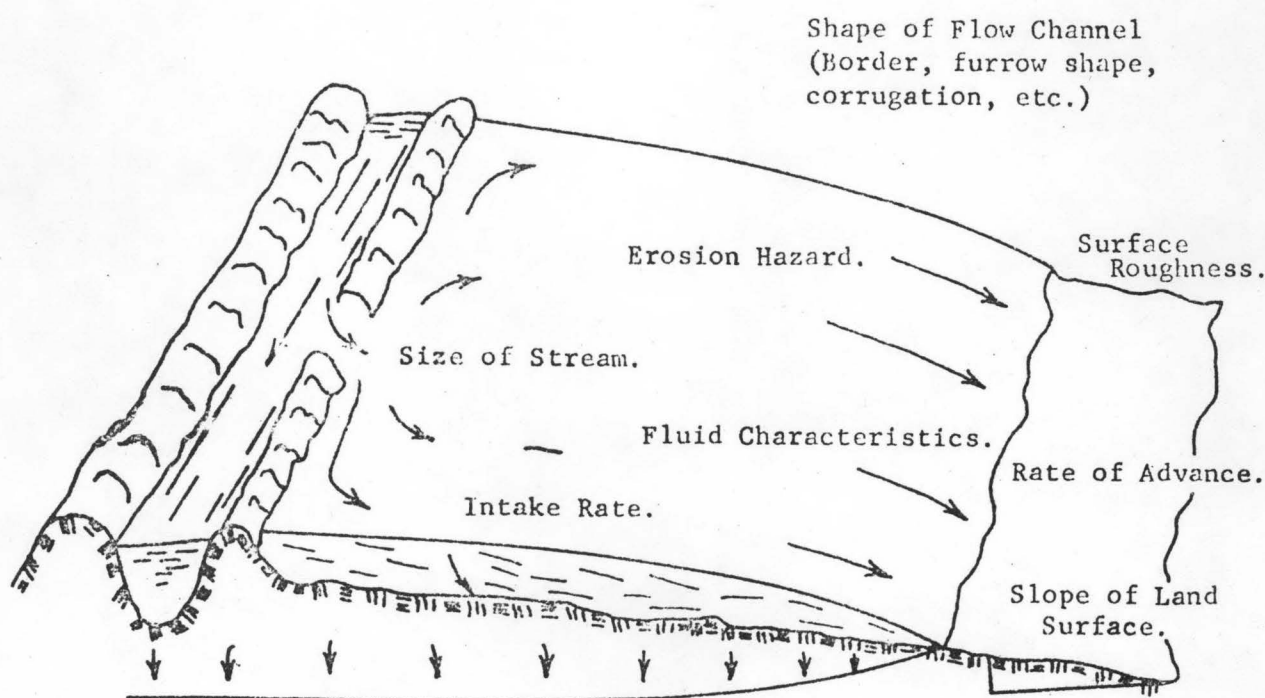 Shape of Flow Channel
(Border, furrow shape,
corrugation, etc.)
Surface
Roughness.
Erosion Hazard.
Size of Stream.
Fluid Characteristics.
Rate of Advance.
Intake Rate.
Slope of Land
Surface.